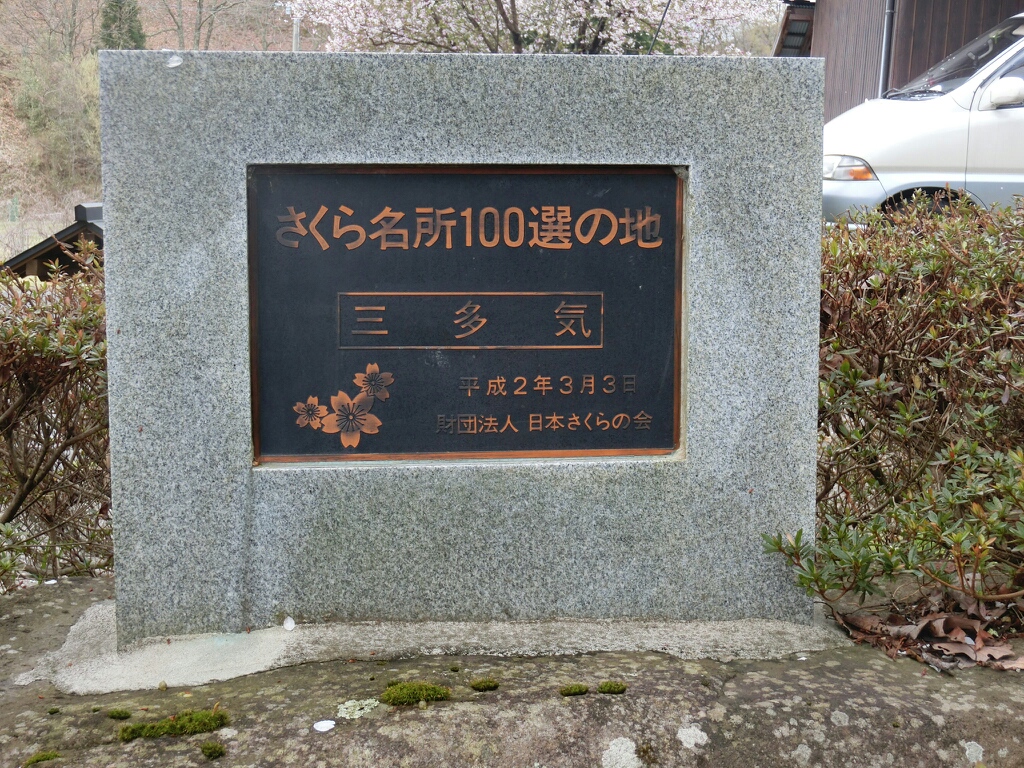 さくら名所100選の地
三多気
平成2年3月3日
財団法人 日本さくらの会